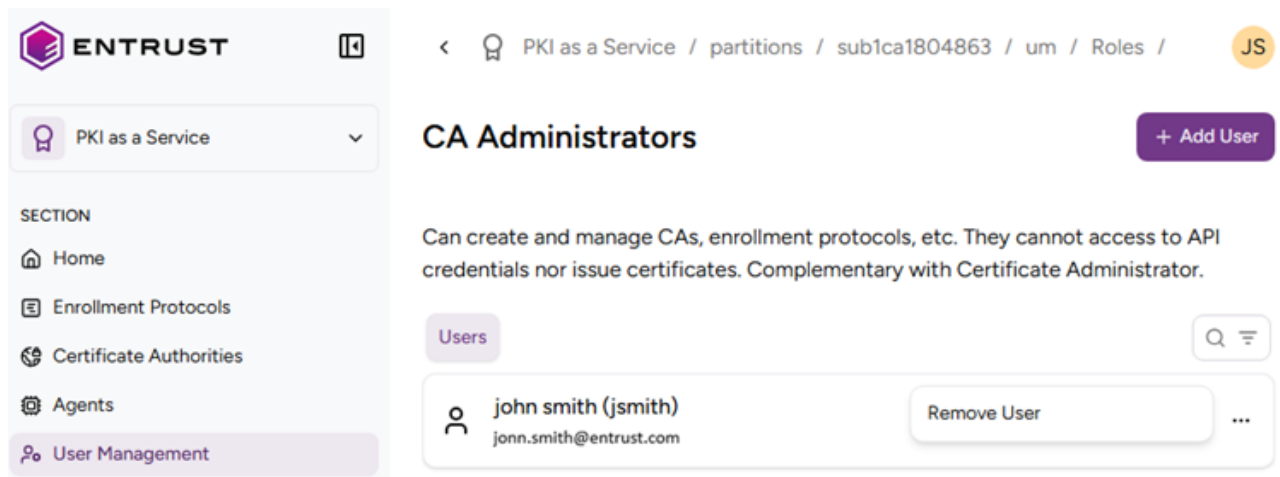 ENTRUST
PKI as a Service
SECTION
Home
Enrollment Protocols
Certificate Authorities
Agents
User Management
PKI as a Service / partitions / sub1ca1804863 / um / Roles /
JS
CA Administrators
+ Add User
Can create and manage CAs, enrollment protocols, etc. They cannot access to API
credentials nor issue certificates. Complementary with Certificate Administrator.
Users
john smith (jsmith)
jonn.smith@entrust.com
Remove User